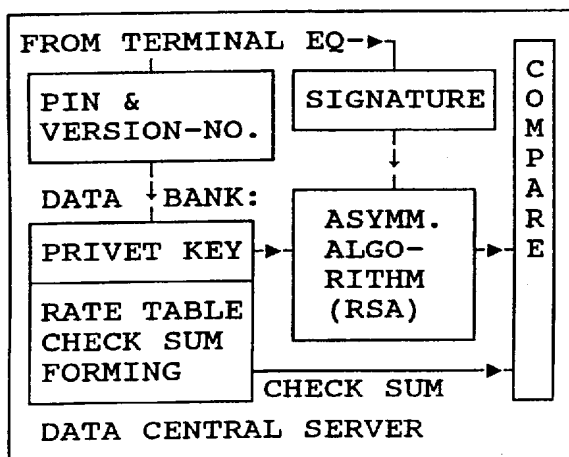 FROM TERMINAL EQ
PIN &
VERSION-NO.
SIGNATURE
COMPARE
DATA BANK:
PRIVET KEY
ASYMM.
ALGO-
RITHM
(RSA)
RATE TABLE
CHECK SUM
FORMING
CHECK SUM
DATA CENTRAL SERVER